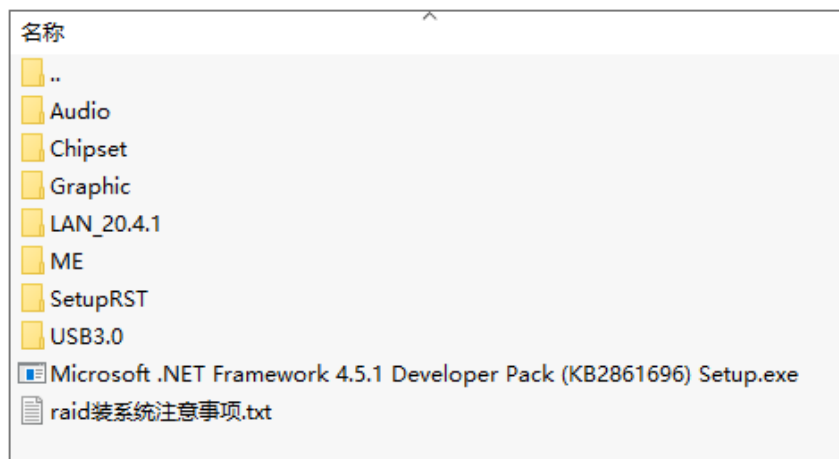 名称
..
Audio
Chipset
Graphic
LAN_20.4.1
ME
SetupRST
USB3.0
Microsoft .NET Framework 4.5.1 Developer Pack (KB2861696) Setup.exe
raid装系统注意事项.txt